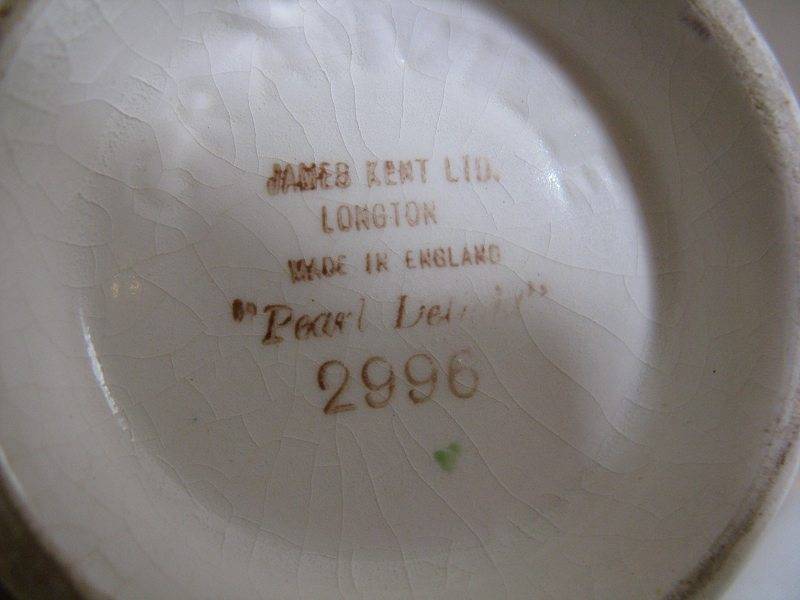 JAMES KENT LTD.
LONGTON
MADE IN ENGLAND
"Pearl
2996